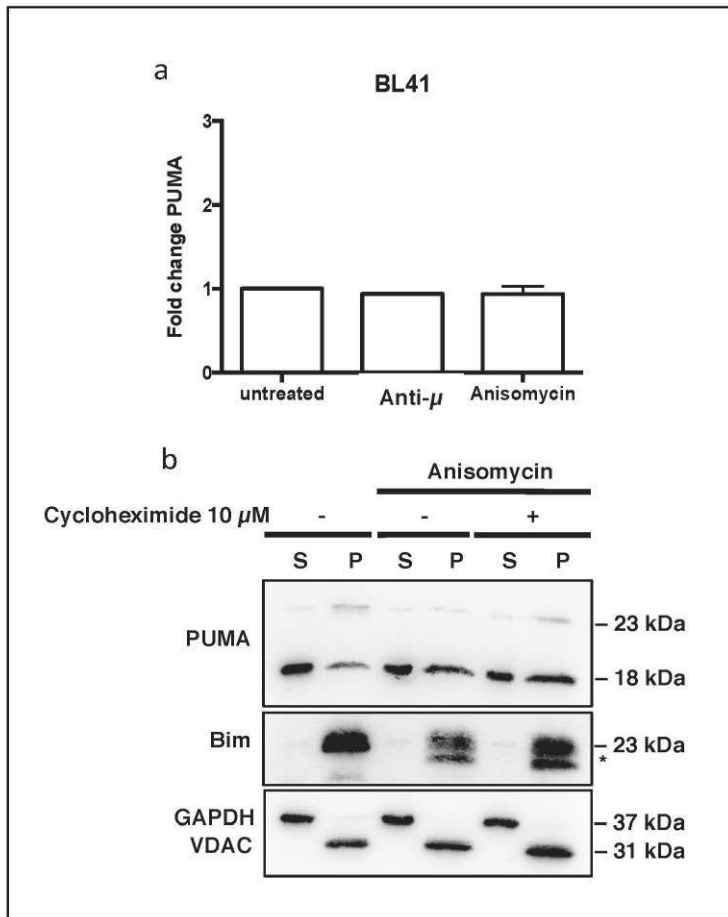 a
BL41
Fold change PUMA
3
2
1
0
untreated Anti-μ Anisomycin
b
Anisomycin
Cycloheximide 10 μM - - +
S P S P S P
PUMA
– 23 kDa
– 18 kDa
Bim
– 23 kDa
*
GAPDH – 37 kDa
VDAC – 31 kDa